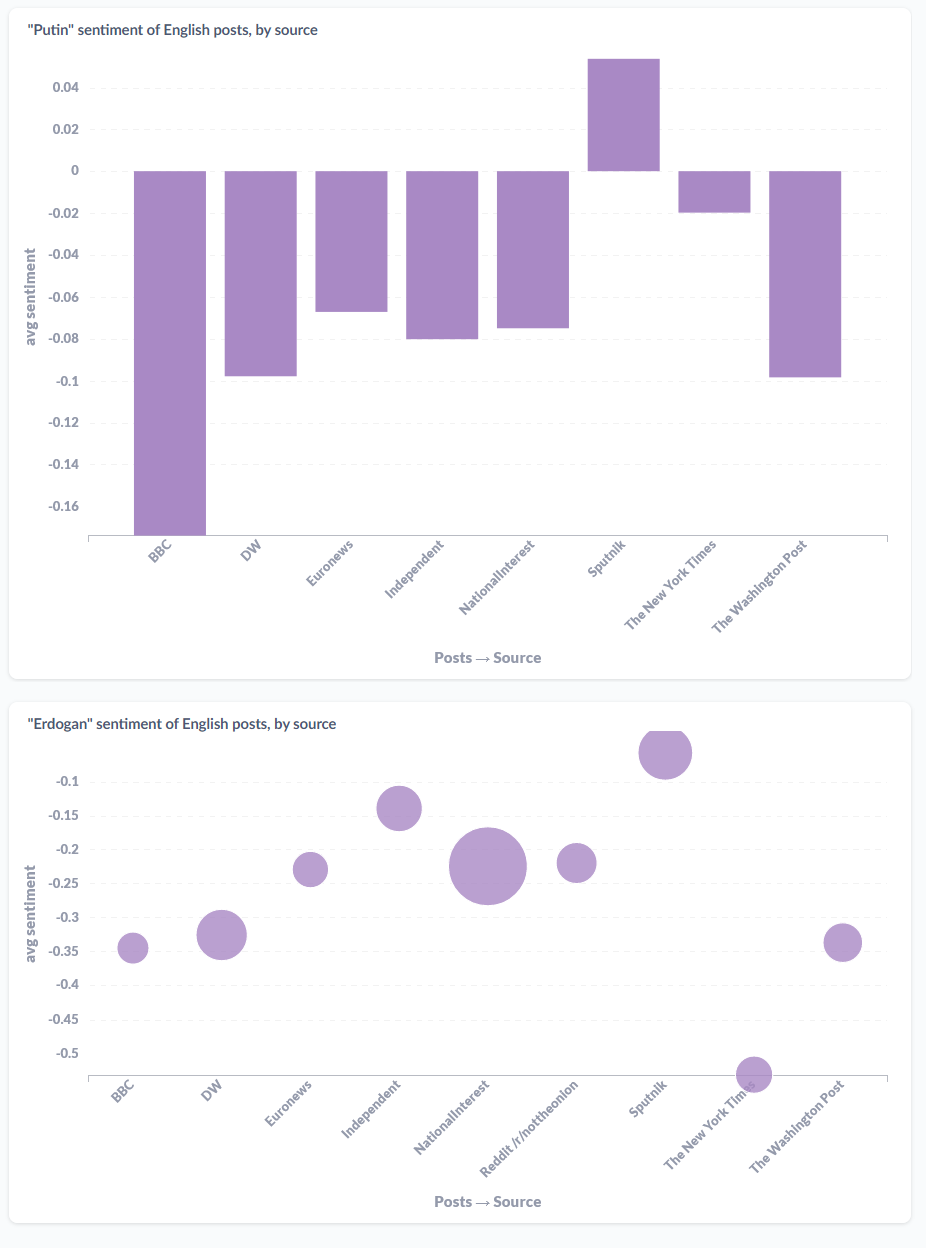 "Putin" sentiment of English posts, by source
0.04
0.02
0
-0.02
-0.04
-0.06
-0.08
-0.1
-0.12
-0.14
-0.16
avg sentiment
BBC
DW
Euronews
Independent
NationalInterest
Sputnik
The New York Times
The Washington Post
Posts → Source
"Erdogan" sentiment of English posts, by source
-0.1
-0.15
-0.2
-0.25
-0.3
-0.35
-0.4
-0.45
-0.5
avg sentiment
BBC
DW
Euronews
Independent
NationalInterest
Reddit /r/nottheonion
Sputnik
The New York Times
The Washington Post
Posts → Source